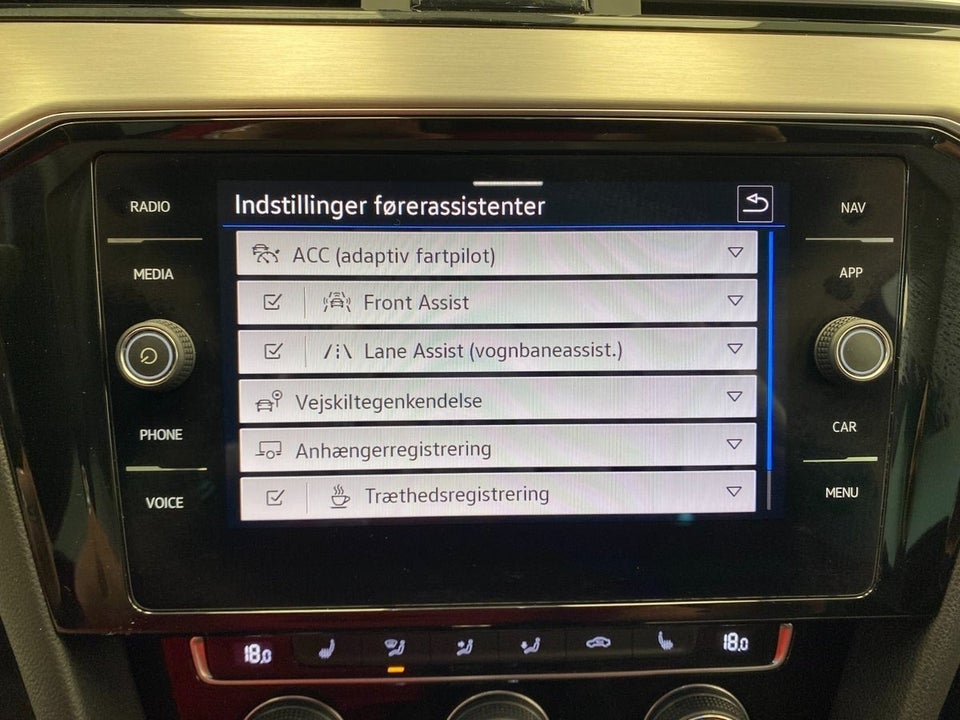 RADIO
MEDIA
PHONE
VOICE
Indstillinger førerassistenter
ACC (adaptiv fartpilot)
Front Assist
Lane Assist (vognbaneassist.)
Vejskiltegenkendelse
Anhængerregistrering
Træthedsregistrering
NAV
APP
CAR
MENU
18.0
18.0